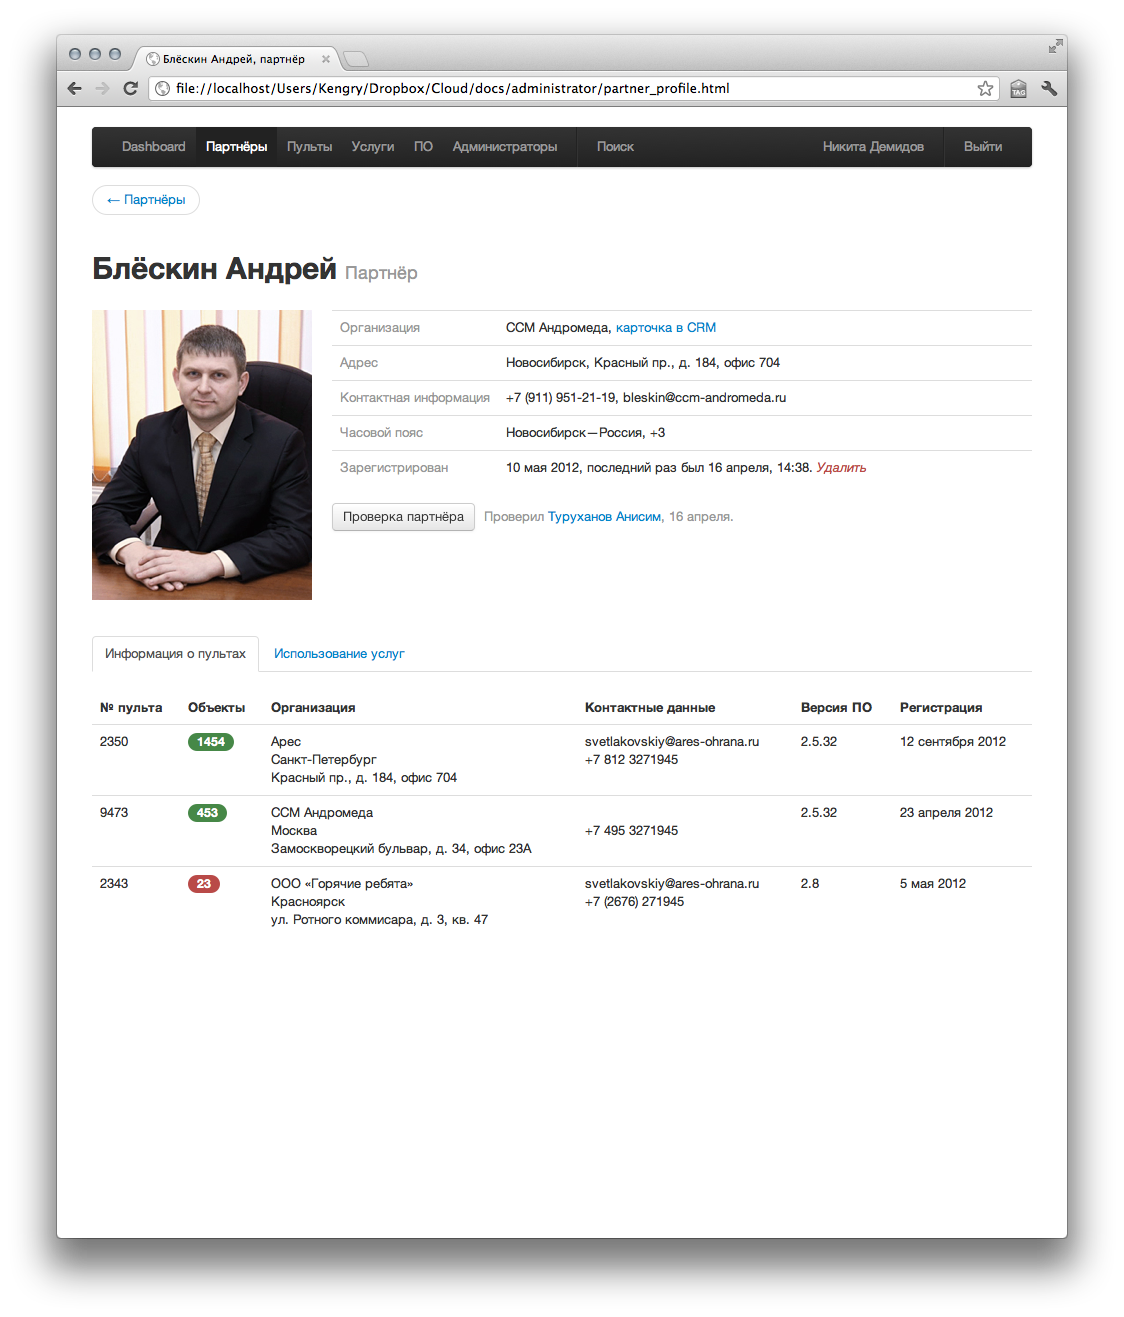 Блёскин Андрей, партнёр
file://localhost/Users/Kengry/Dropbox/Cloud/docs/administrator/partner_profile.html
TAG
Dashboard Партнёры Пульты Услуги ПО Администраторы Поиск Никита Демидов Выйти
← Партнёры
Блёскин Андрей Партнёр
Организация ССМ Андромеда, карточка в CRM
Адрес Новосибирск, Красный пр., д. 184, офис 704
Контактная информация +7 (911) 951-21-19, bleskin@ccm-andromeda.ru
Часовой пояс Новосибирск—Россия, +3
Зарегистрирован 10 мая 2012, последний раз был 16 апреля, 14:38. Удалить
Проверка партнёра Проверил Туруханов Анисим, 16 апреля.
Информация о пультах Использование услуг
№ пульта Объекты Организация Контактные данные Версия ПО Регистрация
2350 1454 Арес svetlakovskiy@ares-ohrana.ru 2.5.32 12 сентября 2012
Санкт-Петербург +7 812 3271945
Красный пр., д. 184, офис 704
9473 453 ССМ Андромеда 2.5.32 23 апреля 2012
Москва +7 495 3271945
Замоскворецкий бульвар, д. 34, офис 23А
2343 23 ООО «Горячие ребята» svetlakovskiy@ares-ohrana.ru 2.8 5 мая 2012
Красноярск +7 (2676) 271945
ул. Ротного коммисара, д. 3, кв. 47